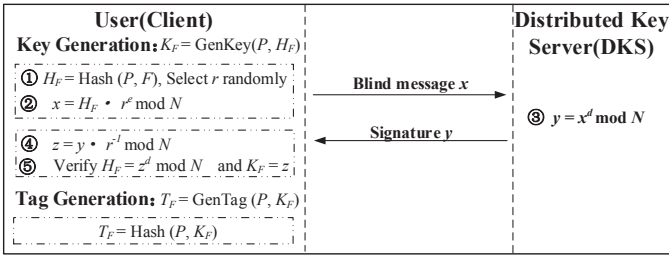 User(Client)
Key Generation: K_F = GenKey(P, H_F)
① H_F = Hash (P, F), Select r randomly
② x = H_F • r^e mod N
④ z = y • r^-1 mod N
⑤ Verify H_F = z^d mod N and K_F = z
Tag Generation: T_F = GenTag (P, K_F)
T_F = Hash (P, K_F)
Blind message x
Signature y
Distributed Key
Server(DKS)
③ y = x^d mod N